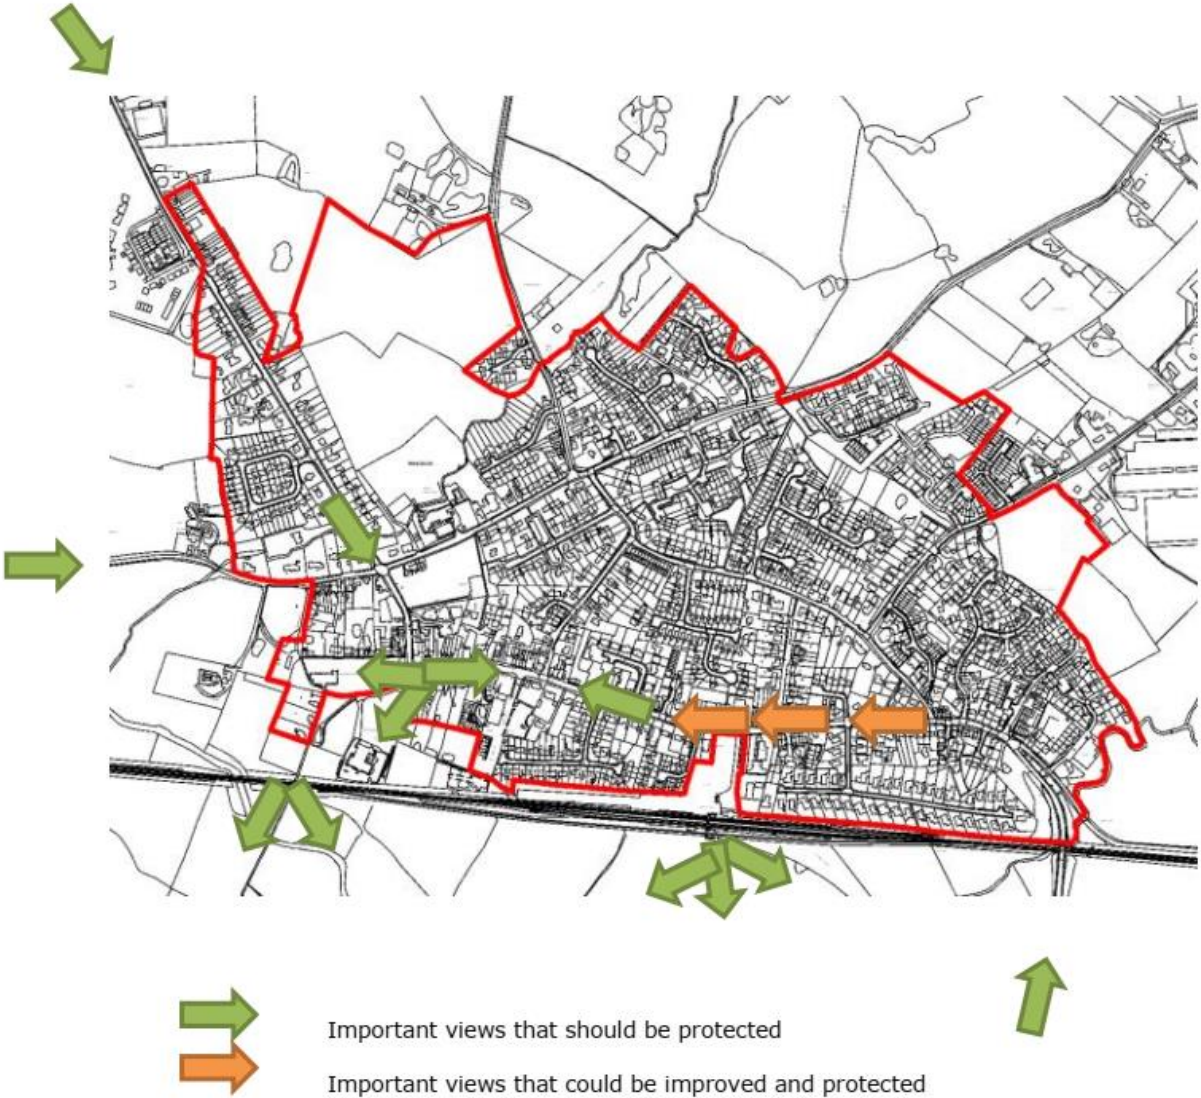 Important views that should be protected
Important views that could be improved and protected